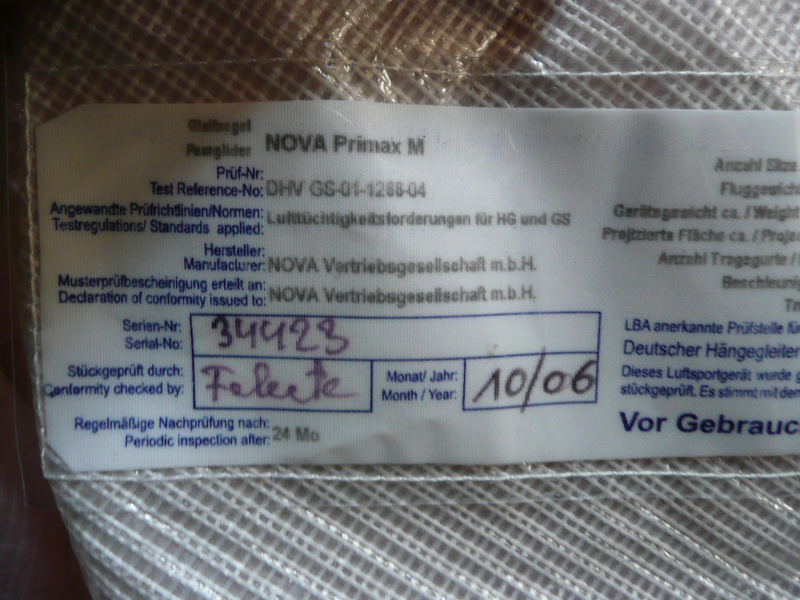 Gleitsegel
Paraglider NOVA Primax M
Prüf-Nr:
Test Reference-No: DHV GS-01-1288-04
Angewandte Prüfrichtlinien/Normen:
Testregulations/ Standards applied: Lufttüchtigkeitsforderungen für HG und GS
Hersteller:
Manufacturer: NOVA Vertriebsgesellschaft m.b.H.
Musterprüfbescheinigung erteilt an:
Declaration of conformity issued to: NOVA Vertriebsgesellschaft m.b.H.
Serien-Nr:
Serial-No: 34423
Stückgeprüft durch:
Conformity checked by:
Monat/ Jahr:
Month / Year: 10/06
Regelmäßige Nachprüfung nach:
Periodic inspection after: 24 Mo
Anzahl Sitze
Fluggewich
Gerätegewicht ca. / Weight
Projizierte Fläche ca. / Proje
Anzahl Tragegurte/
Beschleunig
Tr
LBA anerkannte Prüfstelle für
Deutscher Hängegleiter
Dieses Luftsportgerät wurde g
stückgeprüft. Es stimmt mit dem
Vor Gebrauc